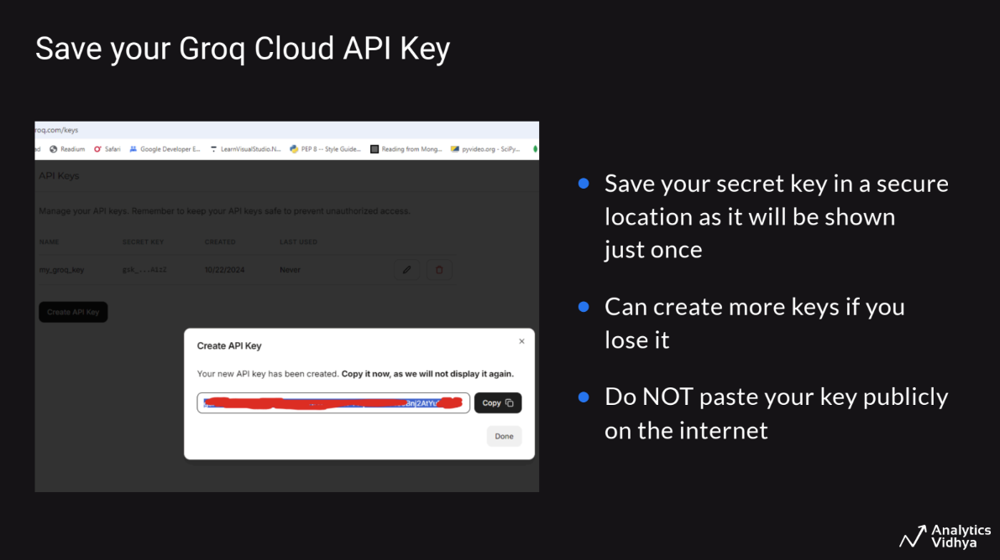 Save your Groq Cloud API Key
roq.com/keys
ad Readium Safari Google Developer E... LearnVisualStudio.N... PEP 8 -- Style Guide... Reading from Mong... pyvideo.org - SciPy...
API Keys
Manage your API keys. Remember to keep your API keys safe to prevent unauthorized access.
NAME SECRET KEY CREATED LAST USED
my_groq_key 10/22/2024 Never
Create API Key
Create API Key
Your new API key has been created. Copy it now, as we will not display it again.
Copy
Done
Save your secret key in a secure
location as it will be shown
just once
Can create more keys if you
lose it
Do NOT paste your key publicly
on the internet
Analytics
Vidhya